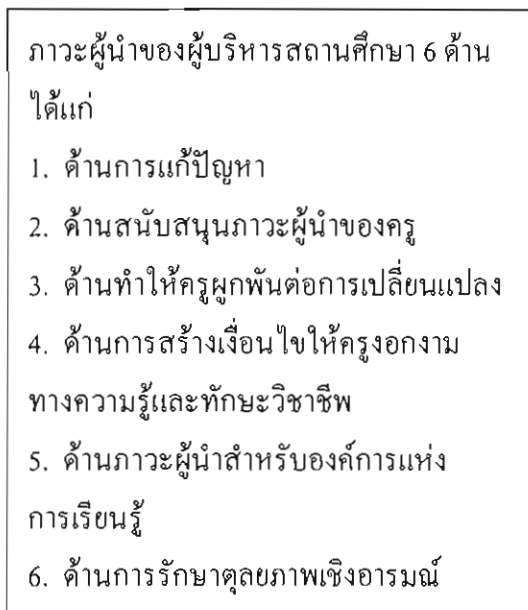 ภาวะผู้นำของผู้บริหารสถานศึกษา 6 ด้าน
ได้แก่
1. ด้านการแก้ปัญหา
2. ด้านสนับสนุนภาวะผู้นำของครู
3. ด้านทำให้ครูผูกพันต่อการเปลี่ยนแปลง
4. ด้านการสร้างเงื่อนไขให้ครูงอกงาม
ทางความรู้และทักษะวิชาชีพ
5. ด้านภาวะผู้นำสำหรับองค์การแห่ง
การเรียนรู้
6. ด้านการรักษาดุลยภาพเชิงอารมณ์